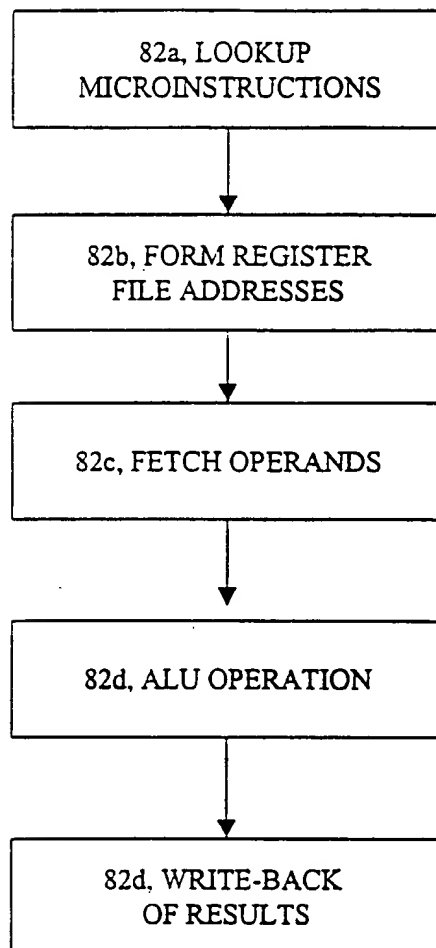 82a, LOOKUP
MICROINSTRUCTIONS
82b, FORM REGISTER
FILE ADDRESSES
82c, FETCH OPERANDS
82d, ALU OPERATION
82d, WRITE-BACK
OF RESULTS